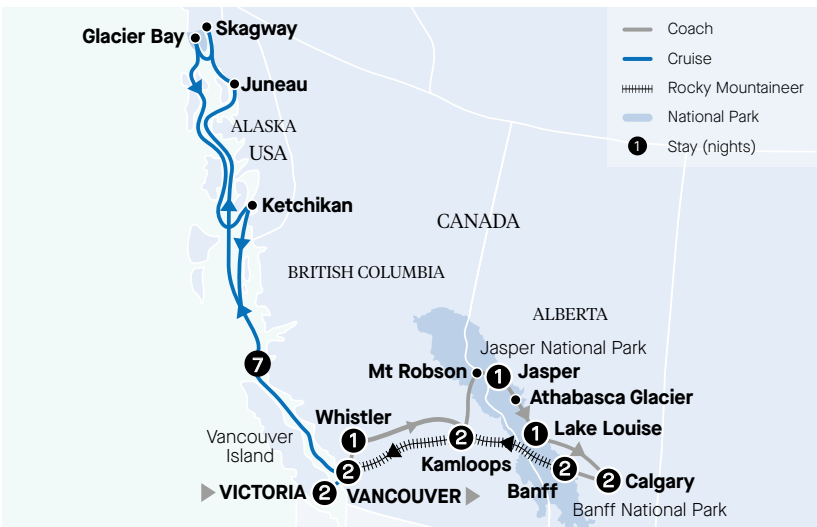 Skagway
Glacier Bay
Juneau
ALASKA
USA
Ketchikan
CANADA
BRITISH COLUMBIA
ALBERTA
Jasper National Park
Mt Robson
1
Jasper
Athabasca Glacier
7
Whistler
1
1
Lake Louise
Vancouver
Island
2
Kamloops
2
2
Banff
2
Calgary
VICTORIA
2
VANCOUVER
Banff National Park
Coach
Cruise
Rocky Mountaineer
National Park
1
Stay (nights)